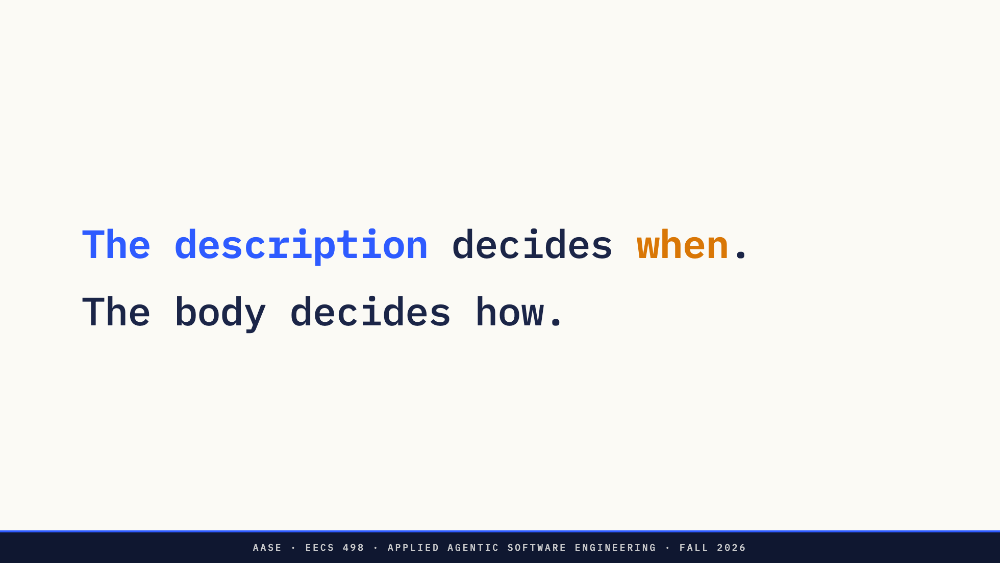 The description decides when.
The body decides how.
AASE · EECS 498 · APPLIED AGENTIC SOFTWARE ENGINEERING · FALL 2026